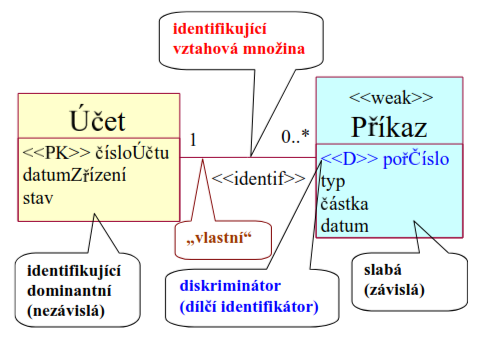 identifikující
vztahová množina
Účet
<<PK>> čísloÚčtu
datumZřízení
stav
1
0..*
<<identif>>
<<weak>>
Příkaz
<<D>> pořČíslo
typ
částka
datum
„vlastní“
identifikující
dominantní
(nezávislá)
diskriminátor
(dílčí identifikátor)
slabá
(závislá)